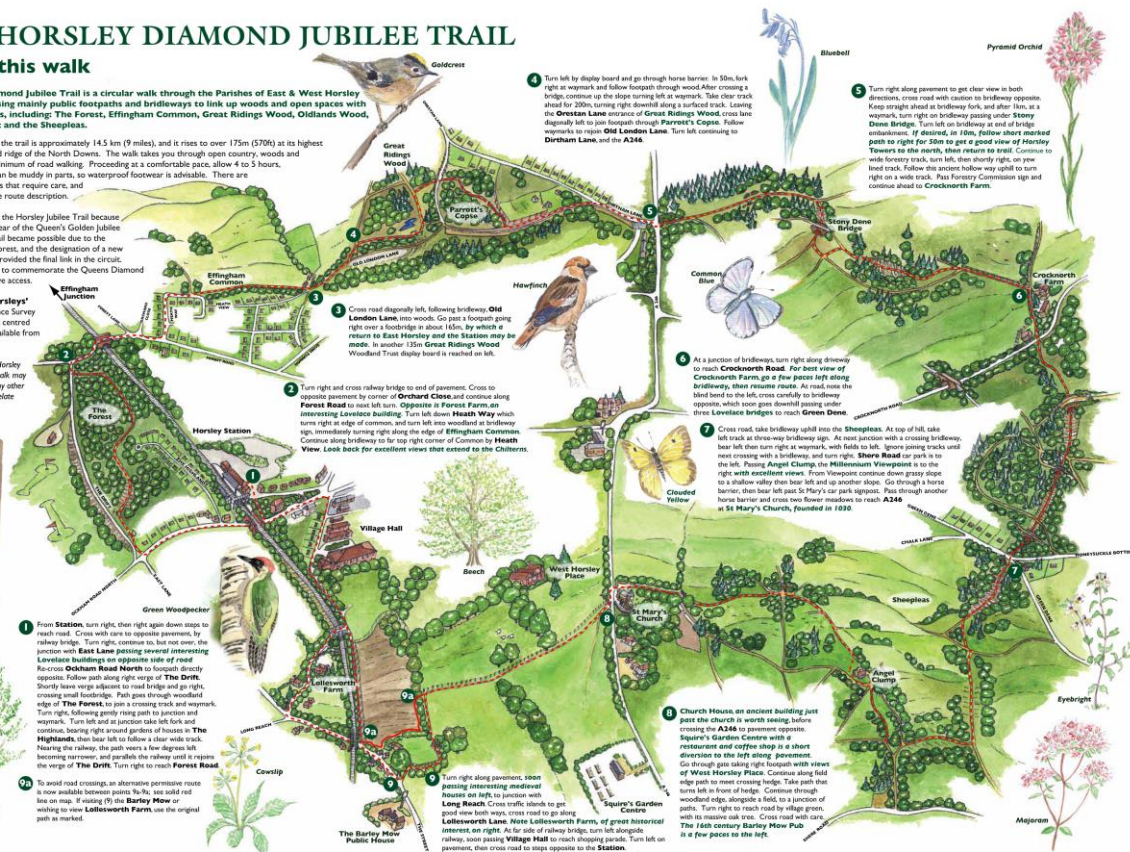 HORSLEY DIAMOND JUBILEE TRAIL
this walk
mond Jubilee Trail is a circular walk through the Parishes of East & West Horsley
sing mainly public footpaths and bridleways to link up woods and open spaces with
s, including: The Forest, Effingham Common, Great Ridings Wood, Oldlands Wood,
and the Sheepleas.
the trail is approximately 14.5 km (9 miles), and it rises to over 175m (570ft) at its highest
d ridge of the North Downs. The walk takes you through open country, woods and
nimum of road walking. Proceeding at a comfortable pace, allow 4 to 5 hours,
an be muddy in parts, so waterproof footwear is advisable. There are
s that require care, and
e route description.
the Horsley Jubilee Trail because
ear of the Queen's Golden Jubilee
ail became possible due to the
orest, and the designation of a new
rovided the final link in the circuit.
to commemorate the Queens Diamond
ve access.
Effingham
Junction
orsleys'
nce Survey
centred
ailable from
Horsley
alk may
ny other
elate
Goldcrest
Bluebell
Pyramid Orchid
4 Turn left by display board and go through horse barrier. In 50m, fork
right at waymark and follow footpath through wood. After crossing a
bridge, continue up the slope turning left at waymark. Take clear track
ahead for 200m, turning right downhill along a surfaced track. Leaving
the Orestan Lane entrance of Great Ridings Wood, cross lane
diagonally left to join footpath through Parrott's Copse. Follow
waymarks to rejoin Old London Lane. Turn left continuing to
Dirtham Lane, and the A246.
5 Turn right along pavement to get clear view in both
directions, cross road with caution to bridleway opposite.
Keep straight ahead at bridleway fork, and after 1km, at a
waymark, turn right on bridleway passing under Stony
Dene Bridge. Turn left on bridleway at end of bridge
embankment. If desired, in 10m, follow short marked
path to right for 50m to get a good view of Horsley
Towers to the north, then return to trail. Continue to
wide forestry track, turn left, then shortly right, on yew
lined track. Follow this ancient hollow way uphill to turn
right on a wide track. Pass Forestry Commission sign and
continue ahead to Crocknorth Farm.
Great
Ridings
Wood
Parrott's
Copse
4
OLD LONDON LANE
5
Stony Dene
Bridge
Effingham
Common
3
Hawfinch
Common
Blue
Crocknorth
Farm
6
3 Cross road diagonally left, following bridleway, Old
London Lane, into woods. Go past a footpath going
right over a footbridge in about 165m, by which a
return to East Horsley and the Station may be
made. In another 135m Great Ridings Wood
Woodland Trust display board is reached on left.
2
The
Forest
2 Turn right and cross railway bridge to end of pavement. Cross to
opposite pavement by corner of Orchard Close, and continue along
Forest Road to next left turn. Opposite is Forest Farm, an
interesting Lovelace building. Turn left down Heath Way which
turns right at edge of common, and turn left into woodland at bridleway
sign, immediately turning right along the edge of Effingham Common.
Continue along bridleway to far top right corner of Common by Heath
View. Look back for excellent views that extend to the Chilterns.
6 At a junction of bridleways, turn right along driveway
to reach Crocknorth Road. For best view of
Crocknorth Farm, go a few paces left along
bridleway, then resume route. At road, note the
blind bend to the left, cross carefully to bridleway
opposite, which soon goes downhill passing under
three Lovelace bridges to reach Green Dene.
CROCKNORTH ROAD
Horsley Station
1
Village Hall
Beech
Clouded
Yellow
7 Cross road, take bridleway uphill into the Sheepleas. At top of hill, take
left track at three-way bridleway sign. At next junction with a crossing bridleway,
bear left then turn right at waymark, with fields to left. Ignore joining tracks until
next crossing with a bridleway, and turn right. Shore Road car park is to
the left. Passing Angel Clump, the Millennium Viewpoint is to the
right with excellent views. From Viewpoint continue down grassy slope
to a shallow valley then bear left and up another slope. Go through a horse
barrier, then bear left past St Mary's car park signpost. Pass through another
horse barrier and cross two flower meadows to reach A246
at St Mary's Church, founded in 1030.
GREEN DENE
CHALK LANE
HONEYSUCKLE BOTT
7
OCKHAM ROAD NORTH
EAST LANE
Green Woodpecker
West Horsley
Place
8
St Mary's
Church
Sheepleas
Angel
Clump
Eyebright
1 From Station, turn right, then right again down steps to
reach road. Cross with care to opposite pavement, by
railway bridge. Turn right, continue to, but not over, the
junction with East Lane passing several interesting
Lovelace buildings on opposite side of road
Re-cross Ockham Road North to footpath directly
opposite. Follow path along right verge of The Drift.
Shortly leave verge adjacent to road bridge and go right,
crossing small footbridge. Path goes through woodland
edge of The Forest, to join a crossing track and waymark.
Turn right, following gently rising path to junction and
waymark. Turn left and at junction take left fork and
continue, bearing right around gardens of houses in The
Highlands, then bear left to follow a clear wide track.
Nearing the railway, the path veers a few degrees left
becoming narrower, and parallels the railway until it rejoins
the verge of The Drift. Turn right to reach Forest Road.
9a To avoid road crossings, an alternative permissive route
is now available between points 9a-9a; see solid red
line on map. If visiting (9) the Barley Mow or
wishing to view Lollesworth Farm, use the original
path as marked.
Lollesworth
Farm
9a
9a
LONG REACH
Cowslip
9
The Barley Mow
Public House
THE STREET
9 Turn right along pavement, soon
passing interesting medieval
houses on left, to junction with
Long Reach. Cross traffic islands to get
good view both ways, cross road to go along
Lollesworth Lane. Note Lollesworth Farm, of great historical
interest, on right. At far side of railway bridge, turn left alongside
railway, soon passing Village Hall to reach shopping parade. Turn left on
pavement, then cross road to steps opposite to the Station.
Squire's Garden
Centre
8 Church House, an ancient building just
past the church is worth seeing, before
crossing the A246 to pavement opposite.
Squire's Garden Centre with a
restaurant and coffee shop is a short
diversion to the left along pavement.
Go through gate taking right footpath with views
of West Horsley Place. Continue along field
edge path to meet crossing hedge. Take path that
turns left in front of hedge. Continue through
woodland edge, alongside a field, to a junction of
paths. Turn right to reach road by village green,
with its massive oak tree. Cross road with care.
The 16th century Barley Mow Pub
is a few paces to the left.
SHORE ROAD
Marjoram